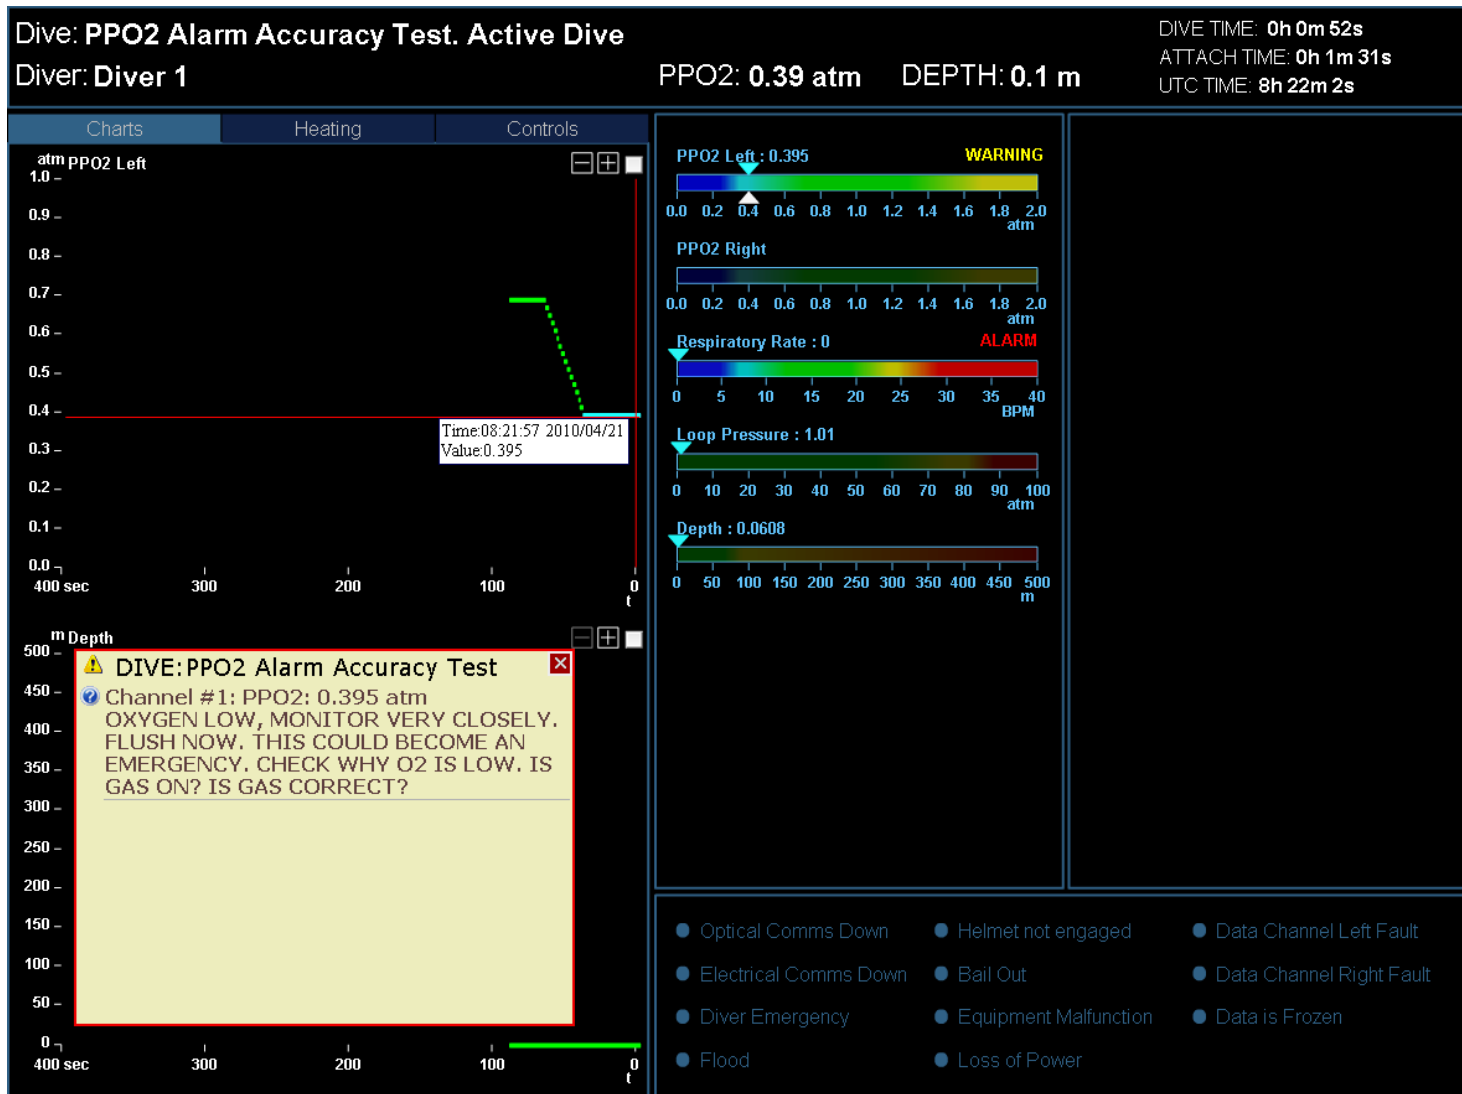 Dive: PPO2 Alarm Accuracy Test. Active Dive
Diver: Diver 1
PPO2: 0.39 atm DEPTH: 0.1 m
DIVE TIME: 0h 0m 52s
ATTACH TIME: 0h 1m 31s
UTC TIME: 8h 22m 2s
Charts Heating Controls
atm PPO2 Left
1.0
0.9
0.8
0.7
0.6
0.5
0.4
0.3
0.2
0.1
0.0
400 sec 300 200 100 0
t
Time:08:21:57 2010/04/21
Value:0.395
m Depth
500
450
400
350
300
250
200
150
100
50
0
400 sec 300 200 100 0
t
DIVE:PPO2 Alarm Accuracy Test
Channel #1: PPO2: 0.395 atm
OXYGEN LOW, MONITOR VERY CLOSELY.
FLUSH NOW. THIS COULD BECOME AN
EMERGENCY. CHECK WHY O2 IS LOW. IS
GAS ON? IS GAS CORRECT?
PPO2 Left : 0.395 WARNING
0.0 0.2 0.4 0.6 0.8 1.0 1.2 1.4 1.6 1.8 2.0
atm
PPO2 Right
0.0 0.2 0.4 0.6 0.8 1.0 1.2 1.4 1.6 1.8 2.0
atm
Respiratory Rate : 0 ALARM
0 5 10 15 20 25 30 35 40
BPM
Loop Pressure : 1.01
0 10 20 30 40 50 60 70 80 90 100
atm
Depth : 0.0608
0 50 100 150 200 250 300 350 400 450 500
m
Optical Comms Down Helmet not engaged Data Channel Left Fault
Electrical Comms Down Bail Out Data Channel Right Fault
Diver Emergency Equipment Malfunction Data is Frozen
Flood Loss of Power